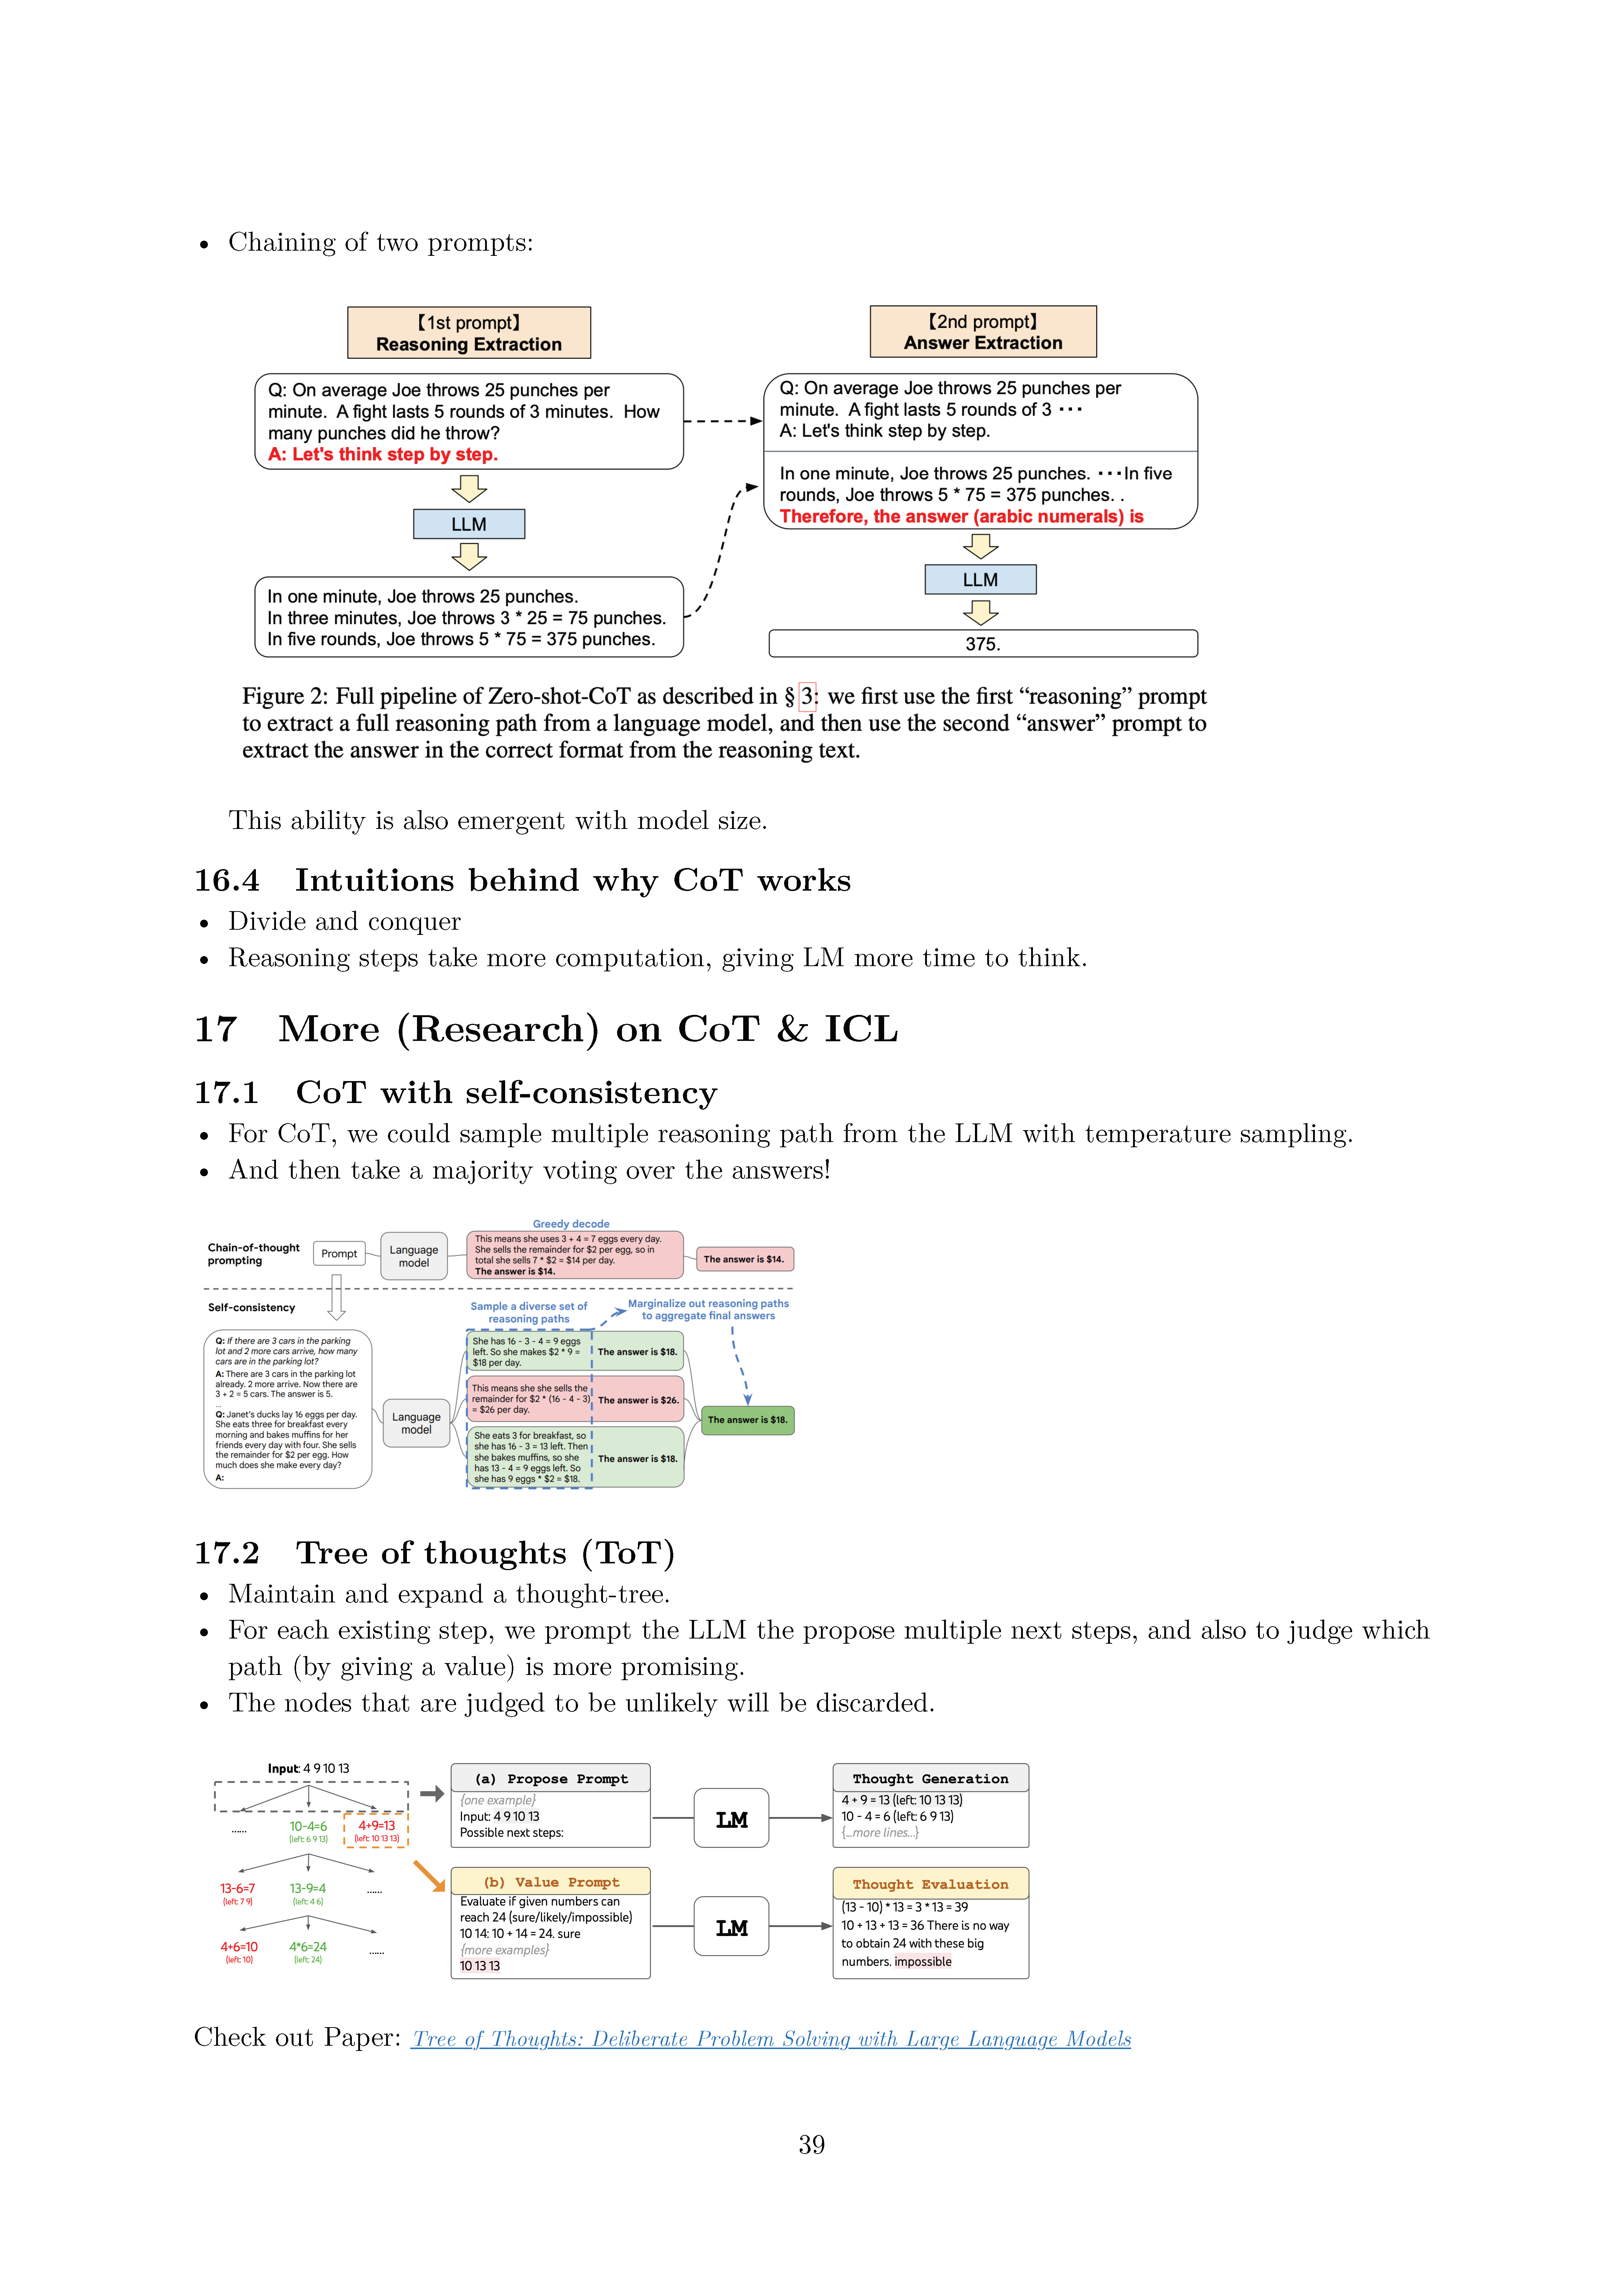 • Chaining of two prompts:
【1st prompt】
Reasoning Extraction
Q: On average Joe throws 25 punches per
minute. A fight lasts 5 rounds of 3 minutes. How
many punches did he throw?
A: Let's think step by step.
LLM
In one minute, Joe throws 25 punches.
In three minutes, Joe throws 3 * 25 = 75 punches.
In five rounds, Joe throws 5 * 75 = 375 punches.
【2nd prompt】
Answer Extraction
Q: On average Joe throws 25 punches per
minute. A fight lasts 5 rounds of 3 ･･･
A: Let's think step by step.
In one minute, Joe throws 25 punches. ･･･In five
rounds, Joe throws 5 * 75 = 375 punches. .
Therefore, the answer (arabic numerals) is
LLM
375.
Figure 2: Full pipeline of Zero-shot-CoT as described in § 3: we first use the first “reasoning” prompt
to extract a full reasoning path from a language model, and then use the second “answer” prompt to
extract the answer in the correct format from the reasoning text.
This ability is also emergent with model size.
16.4 Intuitions behind why CoT works
• Divide and conquer
• Reasoning steps take more computation, giving LM more time to think.
17 More (Research) on CoT & ICL
17.1 CoT with self-consistency
• For CoT, we could sample multiple reasoning path from the LLM with temperature sampling.
• And then take a majority voting over the answers!
Chain-of-thought
prompting
Prompt
Language
model
Greedy decode
This means she uses 3 + 4 = 7 eggs every day.
She sells the remainder for $2 per egg, so in
total she sells 7 * $2 = $14 per day.
The answer is $14.
The answer is $14.
Self-consistency
Q: If there are 3 cars in the parking
lot and 2 more cars arrive, how many
cars are in the parking lot?
A: There are 3 cars in the parking lot
already. 2 more arrive. Now there are
3 + 2 = 5 cars. The answer is 5.
...
Q: Janet's ducks lay 16 eggs per day.
She eats three for breakfast every
morning and bakes muffins for her
friends every day with four. She sells
the remainder for $2 per egg. How
much does she make every day?
A:
Language
model
Sample a diverse set of
reasoning paths
She has 16 - 3 - 4 = 9 eggs
left. So she makes $2 * 9 =
$18 per day.
The answer is $18.
This means she she sells the
remainder for $2 * (16 - 4 - 3)
= $26 per day.
The answer is $26.
She eats 3 for breakfast, so
she has 16 - 3 = 13 left. Then
she bakes muffins, so she
has 13 - 4 = 9 eggs left. So
she has 9 eggs * $2 = $18.
The answer is $18.
Marginalize out reasoning paths
to aggregate final answers
The answer is $18.
17.2 Tree of thoughts (ToT)
• Maintain and expand a thought-tree.
• For each existing step, we prompt the LLM the propose multiple next steps, and also to judge which
path (by giving a value) is more promising.
• The nodes that are judged to be unlikely will be discarded.
Input: 4 9 10 13
...... 10-4=6 4+9=13
(left: 6 9 13) (left: 10 13 13)
13-6=7 13-9=4 ......
(left: 7 9) (left: 4 6)
4+6=10 4*6=24 ......
(left: 10) (left: 24)
(a) Propose Prompt
{one example}
Input: 4 9 10 13
Possible next steps:
LM
Thought Generation
4 + 9 = 13 (left: 10 13 13)
10 - 4 = 6 (left: 6 9 13)
{...more lines...}
(b) Value Prompt
Evaluate if given numbers can
reach 24 (sure/likely/impossible)
10 14: 10 + 14 = 24. sure
{more examples}
10 13 13
LM
Thought Evaluation
(13 - 10) * 13 = 3 * 13 = 39
10 + 13 + 13 = 36 There is no way
to obtain 24 with these big
numbers. impossible
Check out Paper: Tree of Thoughts: Deliberate Problem Solving with Large Language Models
39